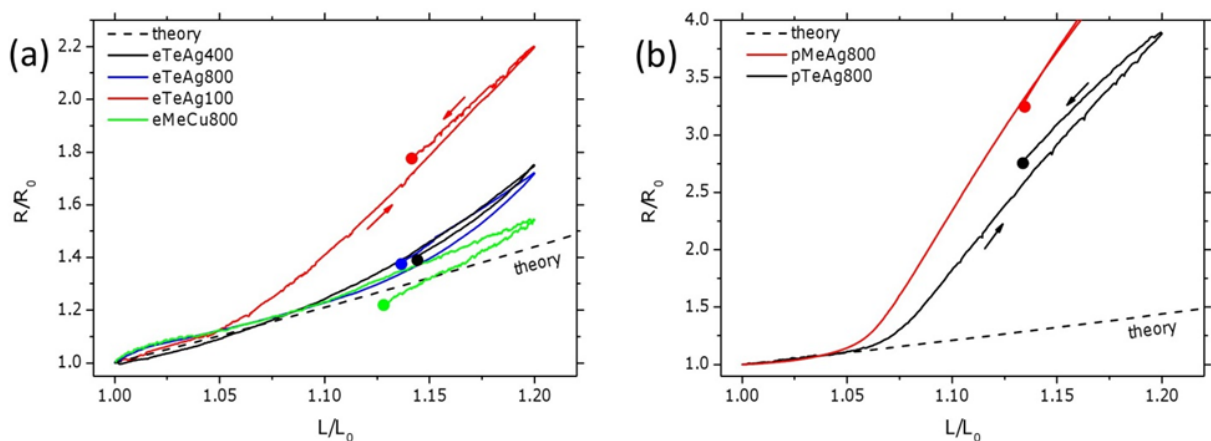 (a)
theory
eTeAg400
eTeAg800
eTeAg100
eMeCu800
2.2
2.0
1.8
1.6
1.4
1.2
1.0
R/R0
theory
1.00
1.05
1.10
1.15
1.20
L/L0
(b)
theory
pMeAg800
pTeAg800
4.0
3.5
3.0
2.5
2.0
1.5
1.0
R/R0
theory
1.00
1.05
1.10
1.15
1.20
L/L0